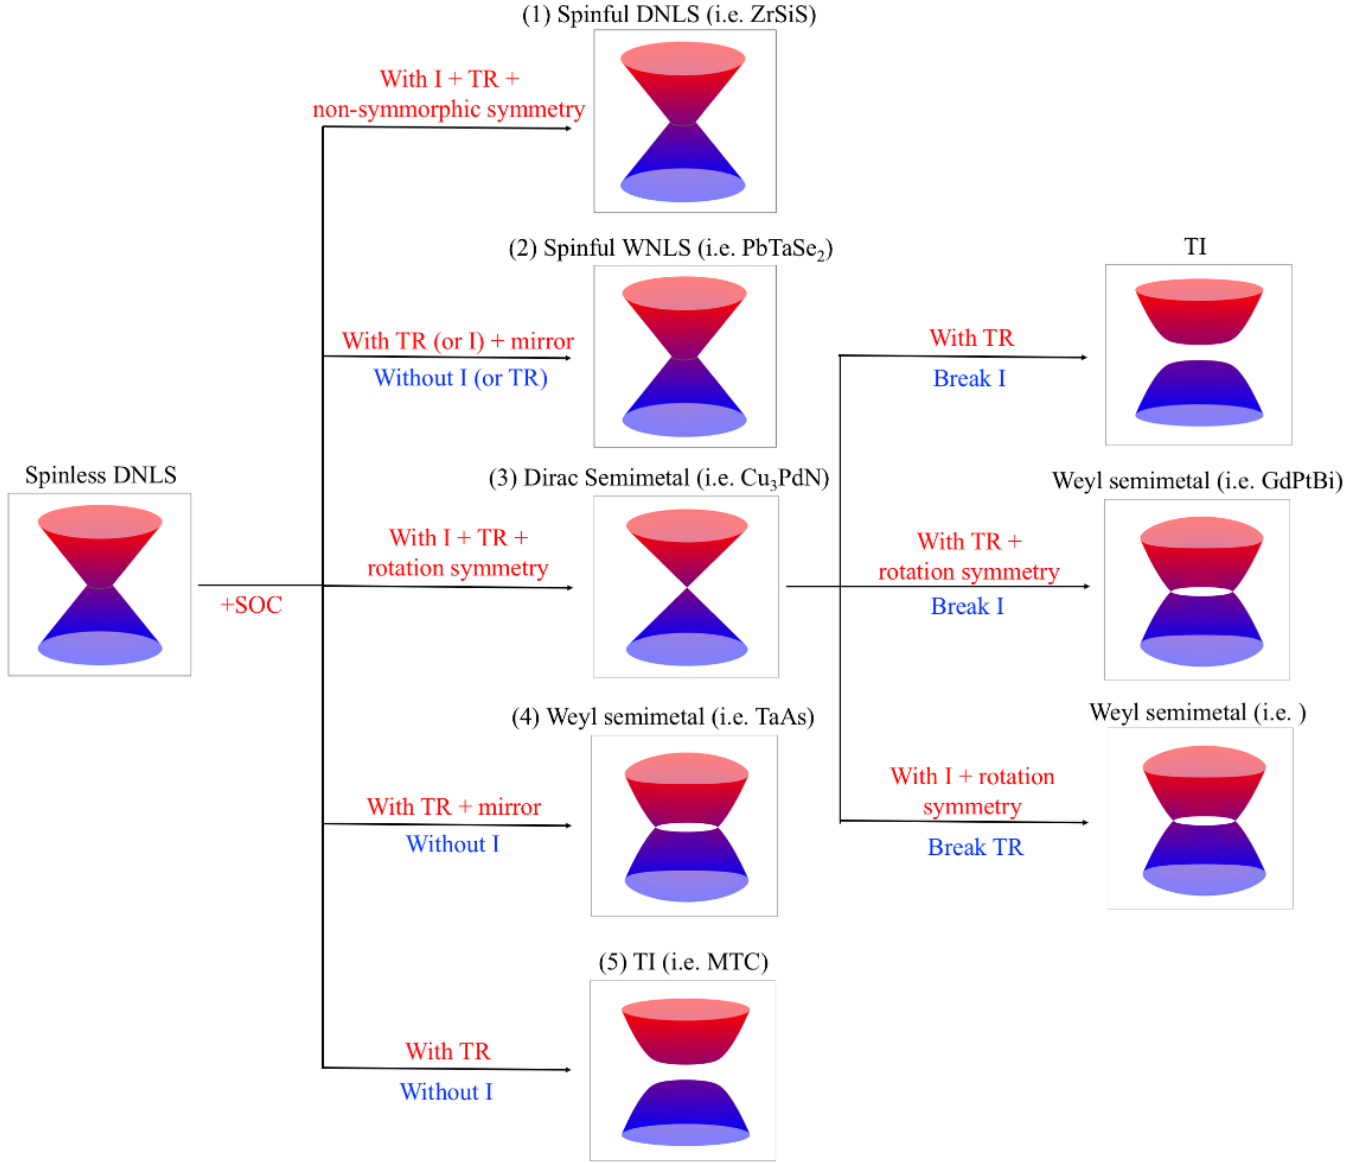 (1) Spinful DNLS (i.e. ZrSiS)
With I + TR +
non-symmorphic symmetry
(2) Spinful WNLS (i.e. PbTaSe₂)
With TR (or I) + mirror
Without I (or TR)
TI
With TR
Break I
Spinless DNLS
+SOC
(3) Dirac Semimetal (i.e. Cu₃PdN)
With I + TR +
rotation symmetry
Weyl semimetal (i.e. GdPtBi)
With TR +
rotation symmetry
Break I
(4) Weyl semimetal (i.e. TaAs)
With TR + mirror
Without I
Weyl semimetal (i.e. )
With I + rotation
symmetry
Break TR
(5) TI (i.e. MTC)
With TR
Without I